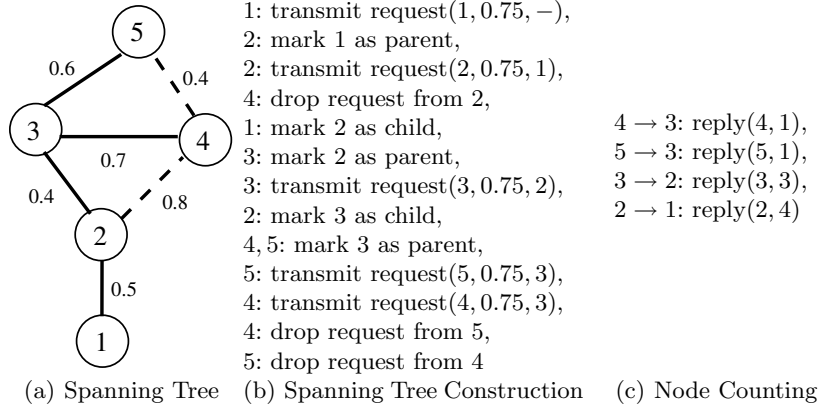 5
0.6
0.4
3
4
0.7
0.4
0.8
2
0.5
1
(a) Spanning Tree
1: transmit request(1, 0.75, −),
2: mark 1 as parent,
2: transmit request(2, 0.75, 1),
4: drop request from 2,
1: mark 2 as child,
3: mark 2 as parent,
3: transmit request(3, 0.75, 2),
2: mark 3 as child,
4, 5: mark 3 as parent,
5: transmit request(5, 0.75, 3),
4: transmit request(4, 0.75, 3),
4: drop request from 5,
5: drop request from 4
(b) Spanning Tree Construction
4 → 3: reply(4, 1),
5 → 3: reply(5, 1),
3 → 2: reply(3, 3),
2 → 1: reply(2, 4)
(c) Node Counting